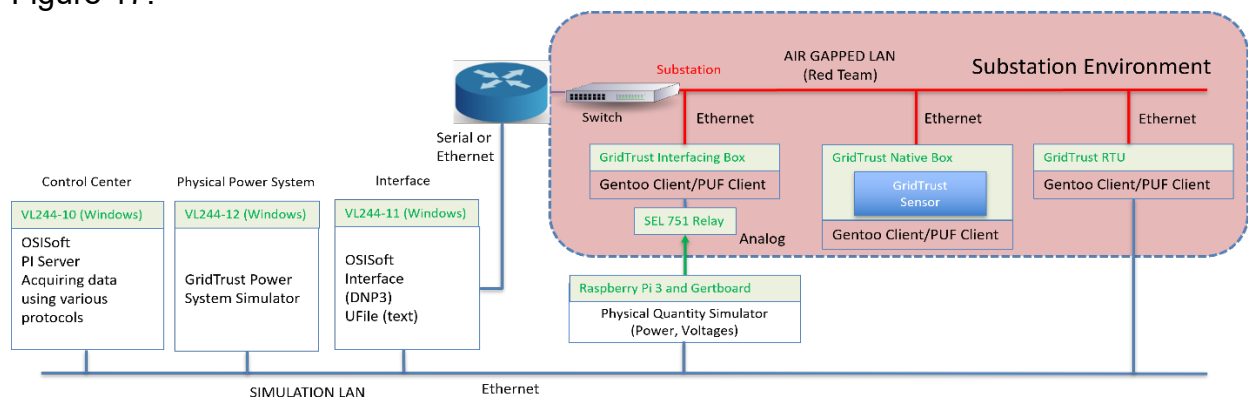 Figure 17.
AIR GAPPED LAN
(Red Team)
Substation
Substation Environment
Switch
Ethernet
Ethernet
Ethernet
Serial or
Ethernet
GridTrust Interfacing Box
Gentoo Client/PUF Client
GridTrust Native Box
GridTrust
Sensor
Gentoo Client/PUF Client
GridTrust RTU
Gentoo Client/PUF Client
SEL 751 Relay
Analog
Control Center
VL244-10 (Windows)
OSISoft
PI Server
Acquiring data
using various
protocols
Physical Power System
VL244-12 (Windows)
GridTrust Power
System Simulator
Interface
VL244-11 (Windows)
OSISoft
Interface
(DNP3)
UFile (text)
Raspberry Pi 3 and Gertboard
Physical Quantity Simulator
(Power, Voltages)
SIMULATION LAN
Ethernet